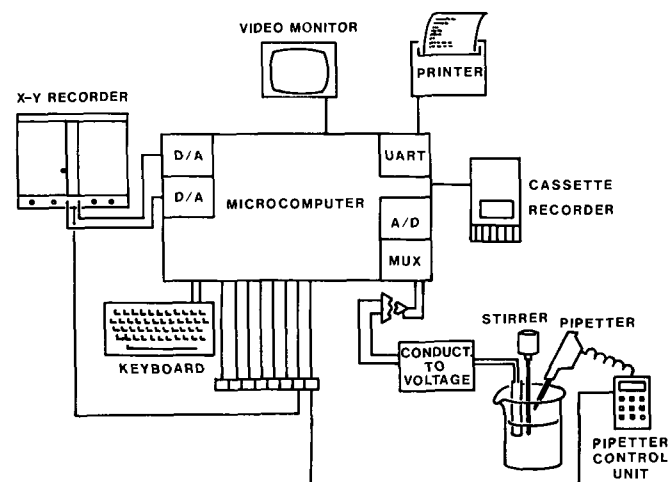 VIDEO MONITOR
PRINTER
X-Y RECORDER
D/A
UART
D/A
MICROCOMPUTER
CASSETTE
RECORDER
A/D
MUX
KEYBOARD
CONDUCT.
TO
VOLTAGE
STIRRER
PIPETTER
PIPETTER
CONTROL
UNIT